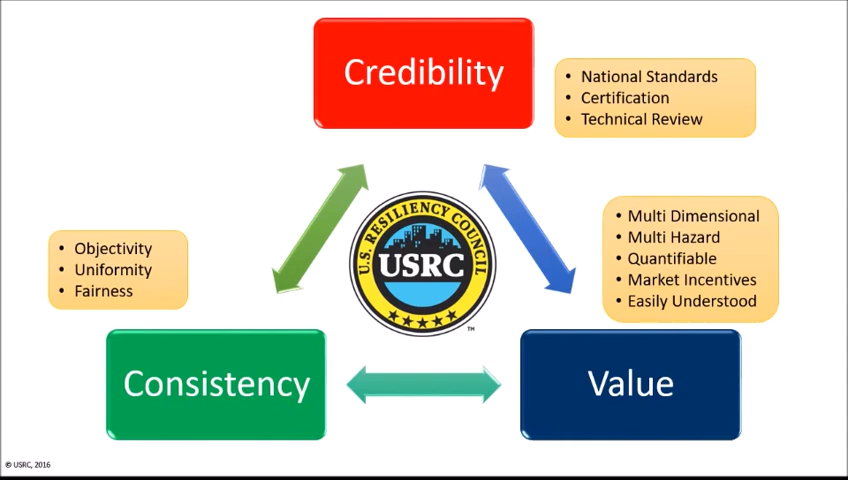 Credibility
• National Standards
• Certification
• Technical Review
• Objectivity
• Uniformity
• Fairness
U.S. RESILIENCY COUNCIL
USRC
TM
• Multi Dimensional
• Multi Hazard
• Quantifiable
• Market Incentives
• Easily Understood
Consistency
Value
© USRC, 2016